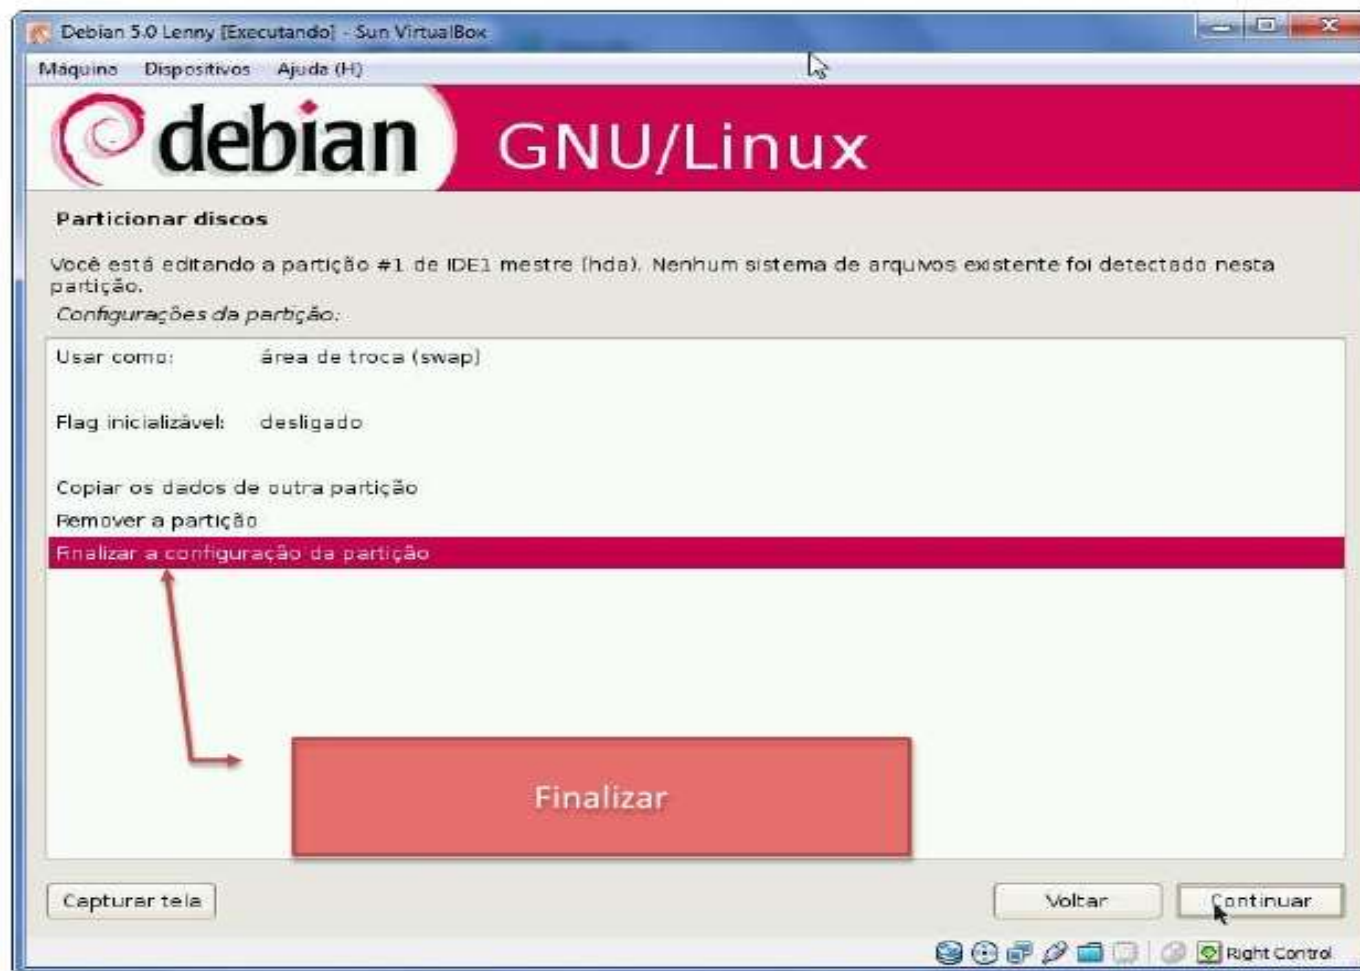 Debian 5.0 Lenny [Executando] - Sun VirtualBox
Máquina Dispositivos Ajuda (H)
debian GNU/Linux
Particionar discos
Você está editando a partição #1 de IDE1 mestre (hda). Nenhum sistema de arquivos existente foi detectado nesta
partição.
Configurações da partição:
Usar como: área de troca (swap)
Flag inicializável: desligado
Copiar os dados de outra partição
Remover a partição
Finalizar a configuração da partição
Finalizar
Capturar tela
Voltar
Continuar
Right Control